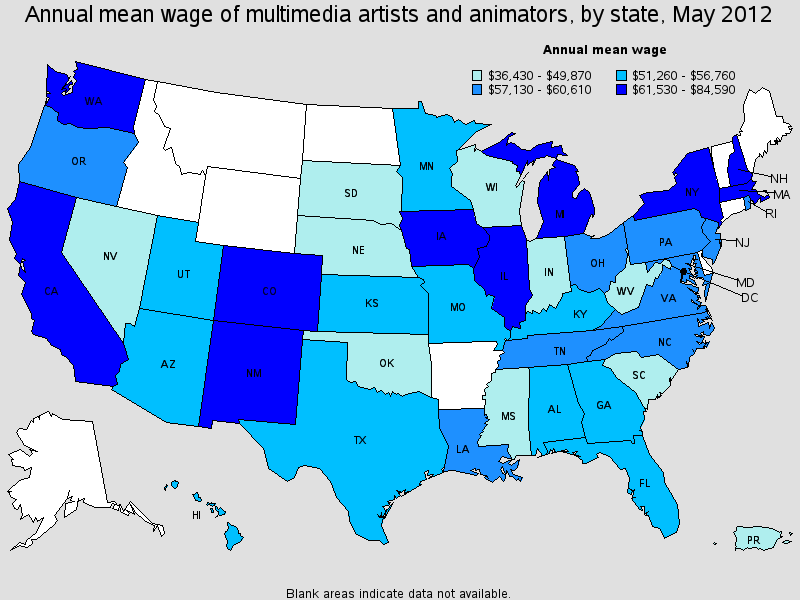 Annual mean wage of multimedia artists and animators, by state, May 2012
Annual mean wage
$36,430 - $49,870 $51,260 - $56,760
$57,130 - $60,610 $61,530 - $84,590
WA
OR
MN
SD
WI
NH
MA
NY
MI
RI
CA
NV
UT
CO
NE
IA
IL
IN
OH
PA
NJ
MD
DC
WV
VA
KS
MO
KY
AZ
NM
OK
TN
NC
SC
TX
LA
MS
AL
GA
FL
HI
PR
Blank areas indicate data not available.